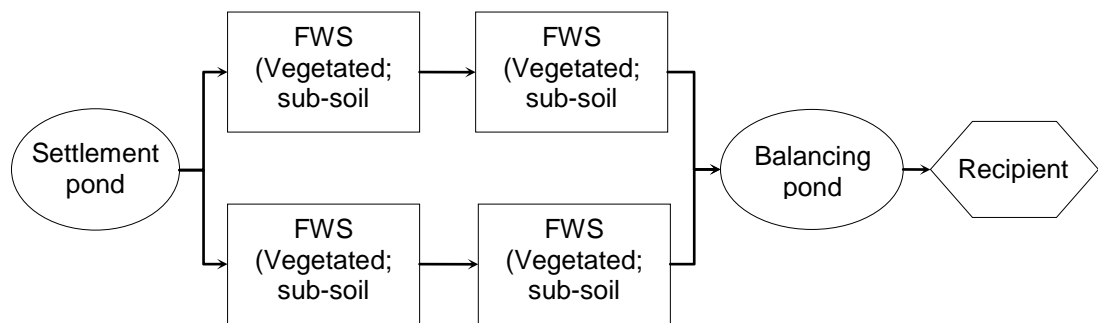 FWS
(Vegetated;
sub-soil
FWS
(Vegetated;
sub-soil
Settlement
pond
Balancing
pond
Recipient
FWS
(Vegetated;
sub-soil
FWS
(Vegetated;
sub-soil